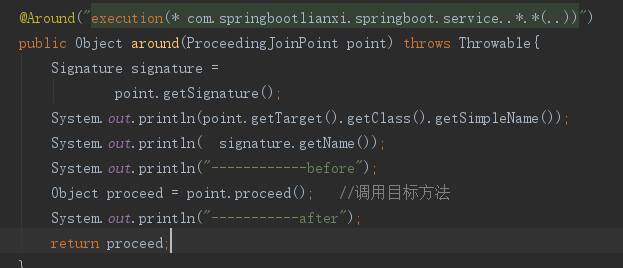 @Around("execution(* com.springbootlianxi.springboot.service..*.*(..))")
public Object around(ProceedingJoinPoint point) throws Throwable{
Signature signature =
point.getSignature();
System.out.println(point.getTarget().getClass().getSimpleName());
System.out.println(  signature.getName());
System.out.println("------------before");
Object proceed = point.proceed();   //调用目标方法
System.out.println("-----------after");
return proceed;
}